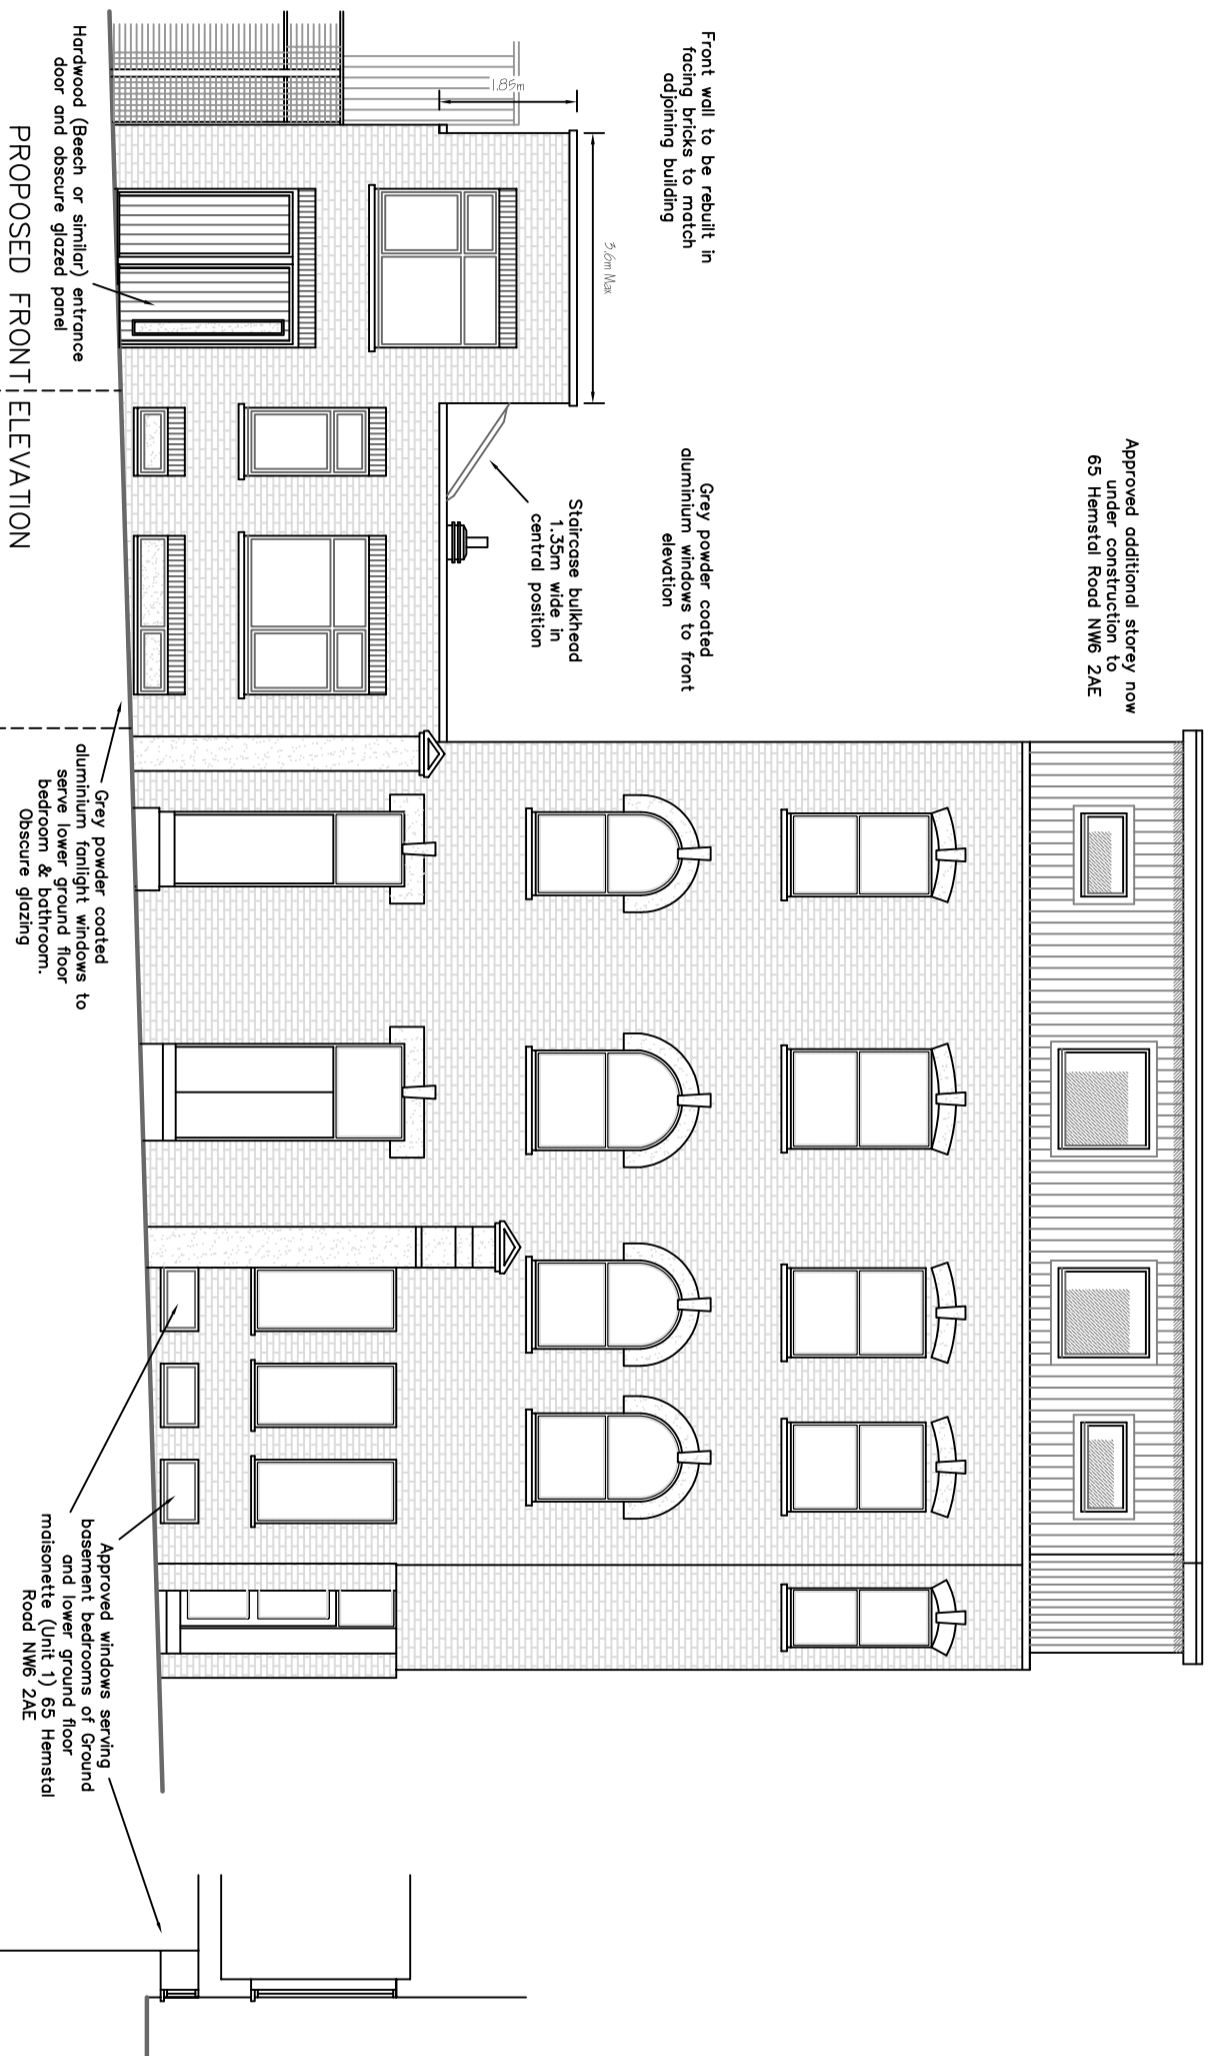 Approved additional storey now
under construction to
65 Hemstal Road NW6 2AE
Front wall to be rebuilt in
facing bricks to match
adjoining building
Grey powder coated
aluminium windows to front
elevation
3.6m Max
1.85m
Staircase bulkhead
1.35m wide in
central position
Hardwood (Beech or similar) entrance
door and obscure glazed panel
Grey powder coated
aluminium fanlight windows to
serve lower ground floor
bedroom & bathroom.
Obscure glazing
Approved windows serving
basement bedrooms of Ground
and lower ground floor
maisonette (Unit 1) 65 Hemstal
Road NW6 2AE
PROPOSED FRONT ELEVATION